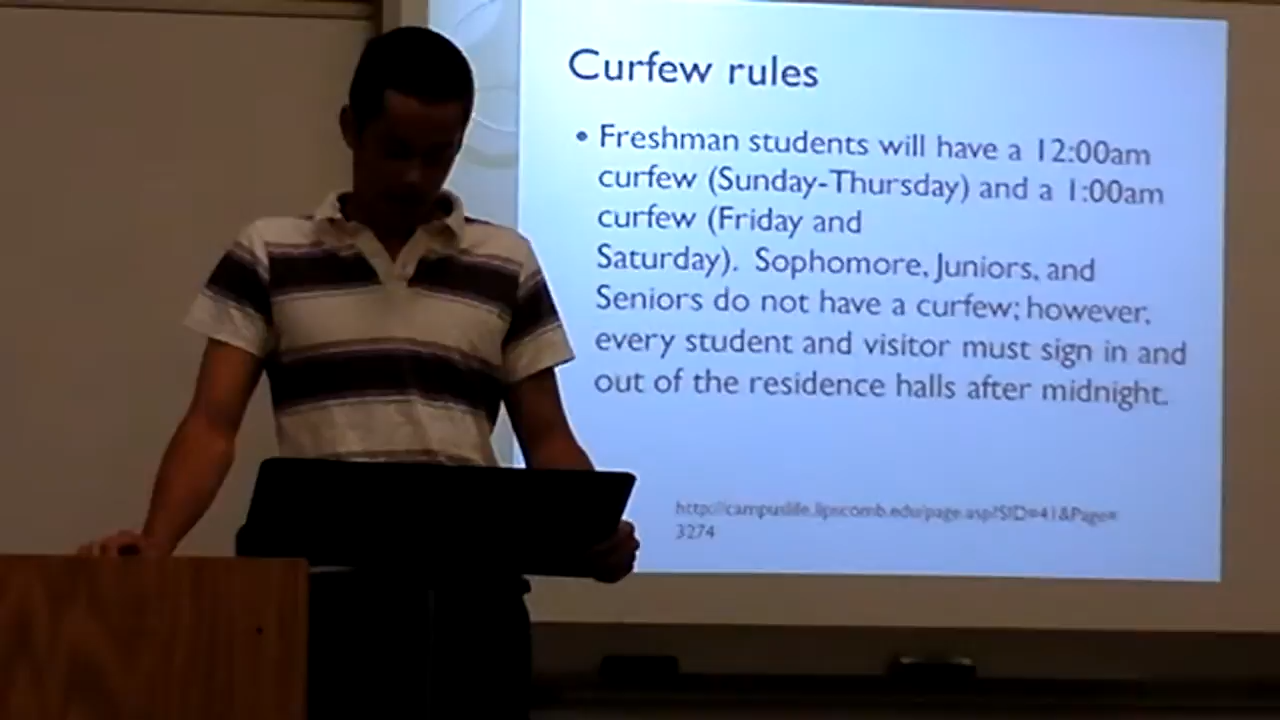 Curfew rules
• Freshman students will have a 12:00am
curfew (Sunday-Thursday) and a 1:00am
curfew (Friday and
Saturday). Sophomore, Juniors, and
Seniors do not have a curfew; however,
every student and visitor must sign in and
out of the residence halls after midnight.
http://campuslife.lipscomb.edu/page.asp?SID=41&Page=
3274